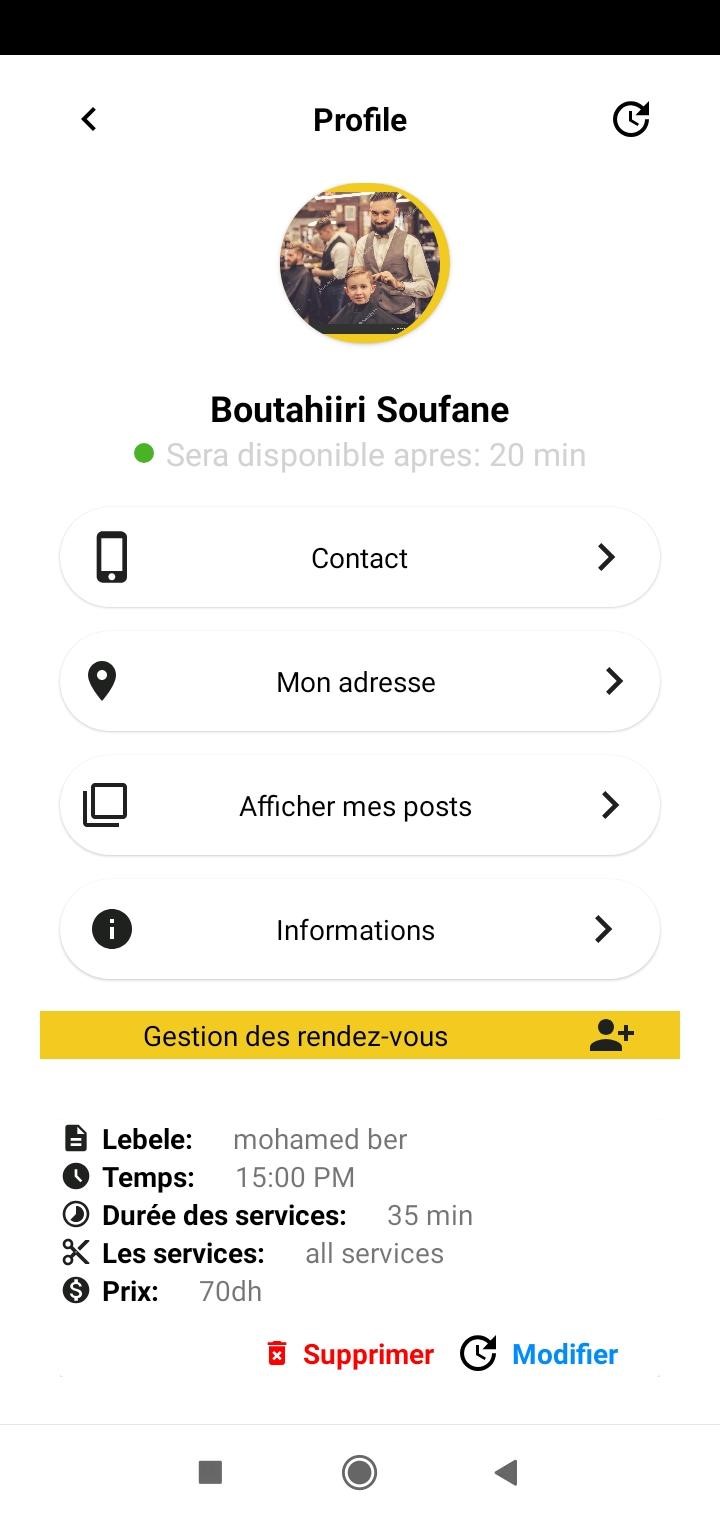 Profile
Boutahiiri Soufane
Sera disponible apres: 20 min
Contact
Mon adresse
Afficher mes posts
Informations
Gestion des rendez-vous
Lebele: mohamed ber
Temps: 15:00 PM
Durée des services: 35 min
Les services: all services
Prix: 70dh
Supprimer Modifier